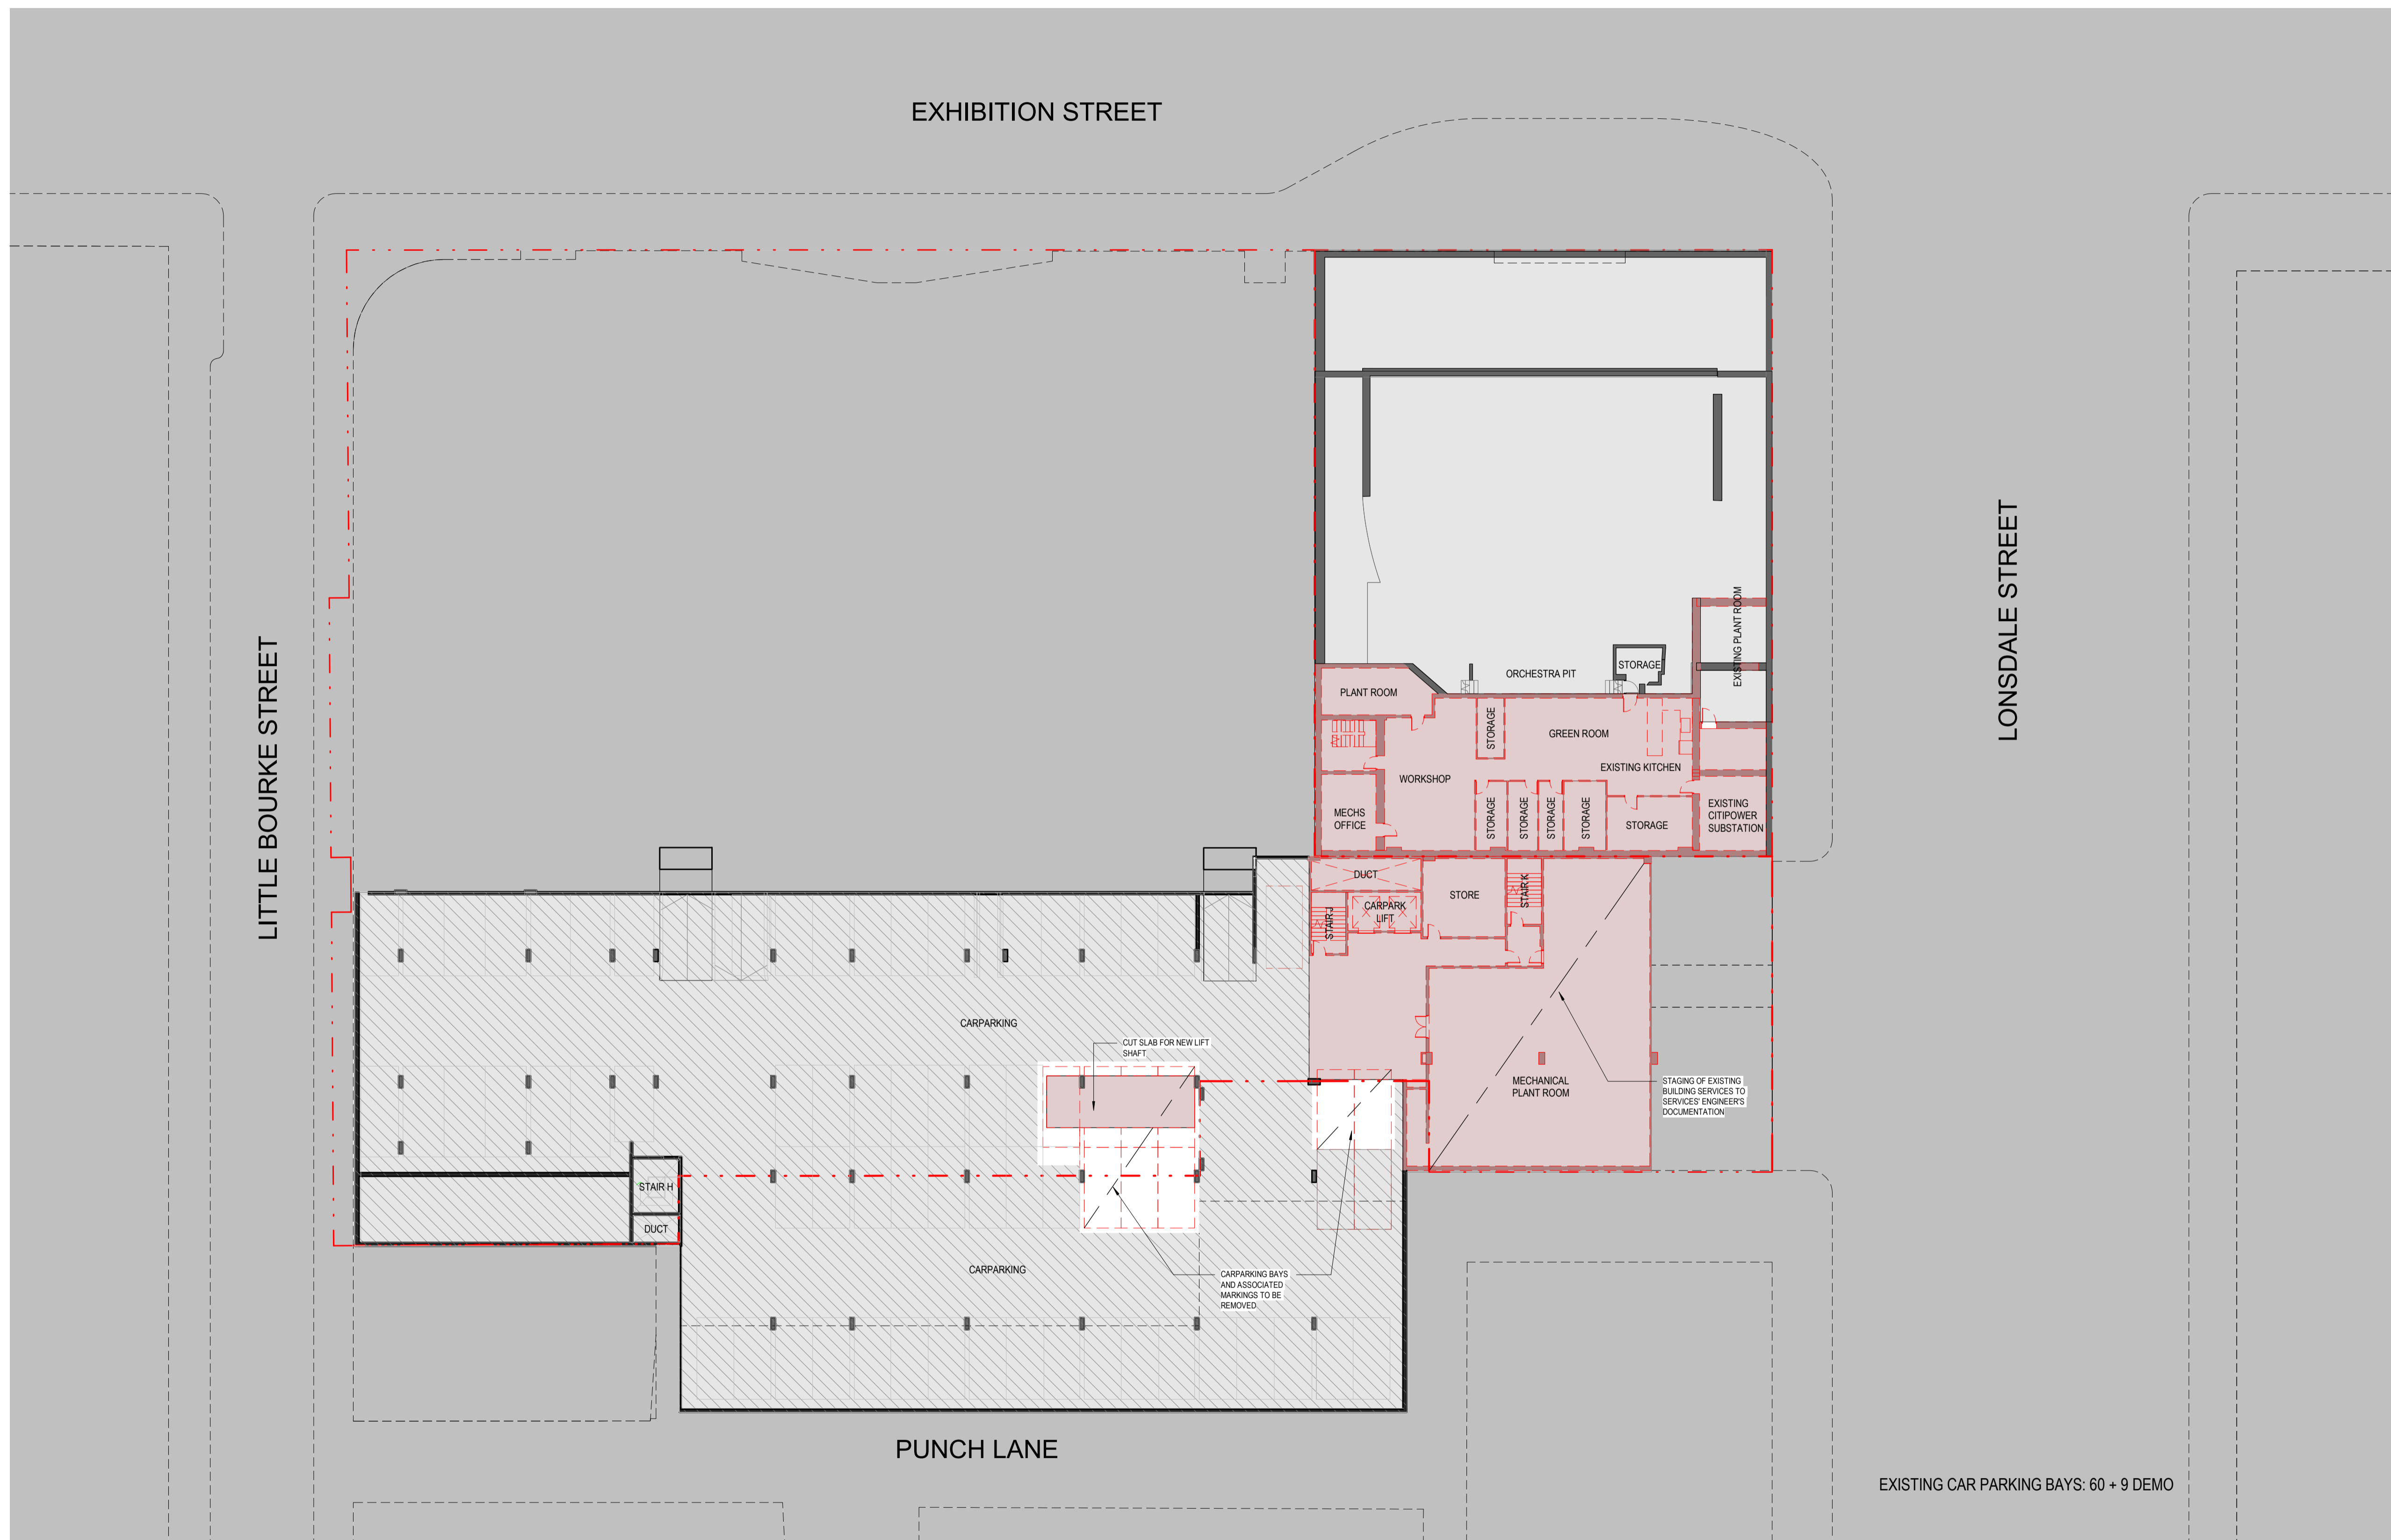 EXHIBITION STREET
LITTLE BOURKE STREET
LONSDALE STREET
EXISTING PLANT ROOM
STORAGE
ORCHESTRA PIT
PLANT ROOM
STORAGE
GREEN ROOM
EXISTING KITCHEN
WORKSHOP
MECHS
OFFICE
STORAGE
STORAGE
STORAGE
STORAGE
STORAGE
EXISTING
CITIPOWER
SUBSTATION
DUCT
STORE
STAIR K
CARPARK
LIFT
STAIR J
CARPARKING
CUT SLAB FOR NEW LIFT
SHAFT
MECHANICAL
PLANT ROOM
STAGING OF EXISTING
BUILDING SERVICES TO
SERVICES' ENGINEER'S
DOCUMENTATION
STAIR H
DUCT
CARPARKING
CARPARKING BAYS
AND ASSOCIATED
MARKINGS TO BE
REMOVED
PUNCH LANE
EXISTING CAR PARKING BAYS: 60 + 9 DEMO